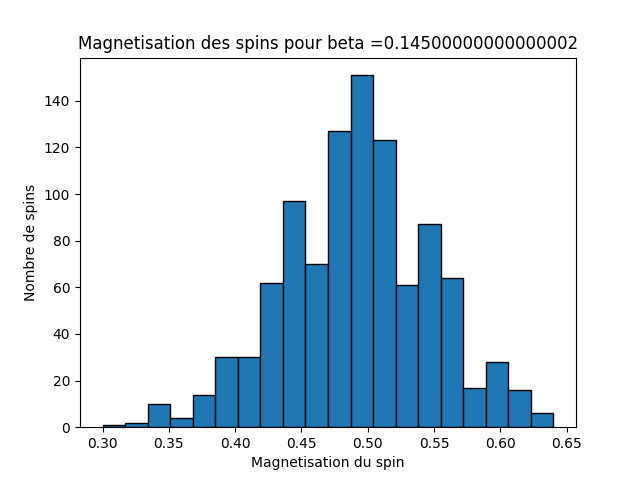 Magnetisation des spins pour beta =0.14500000000000002
Nombre de spins
140
120
100
80
60
40
20
0
0.30 0.35 0.40 0.45 0.50 0.55 0.60 0.65
Magnetisation du spin